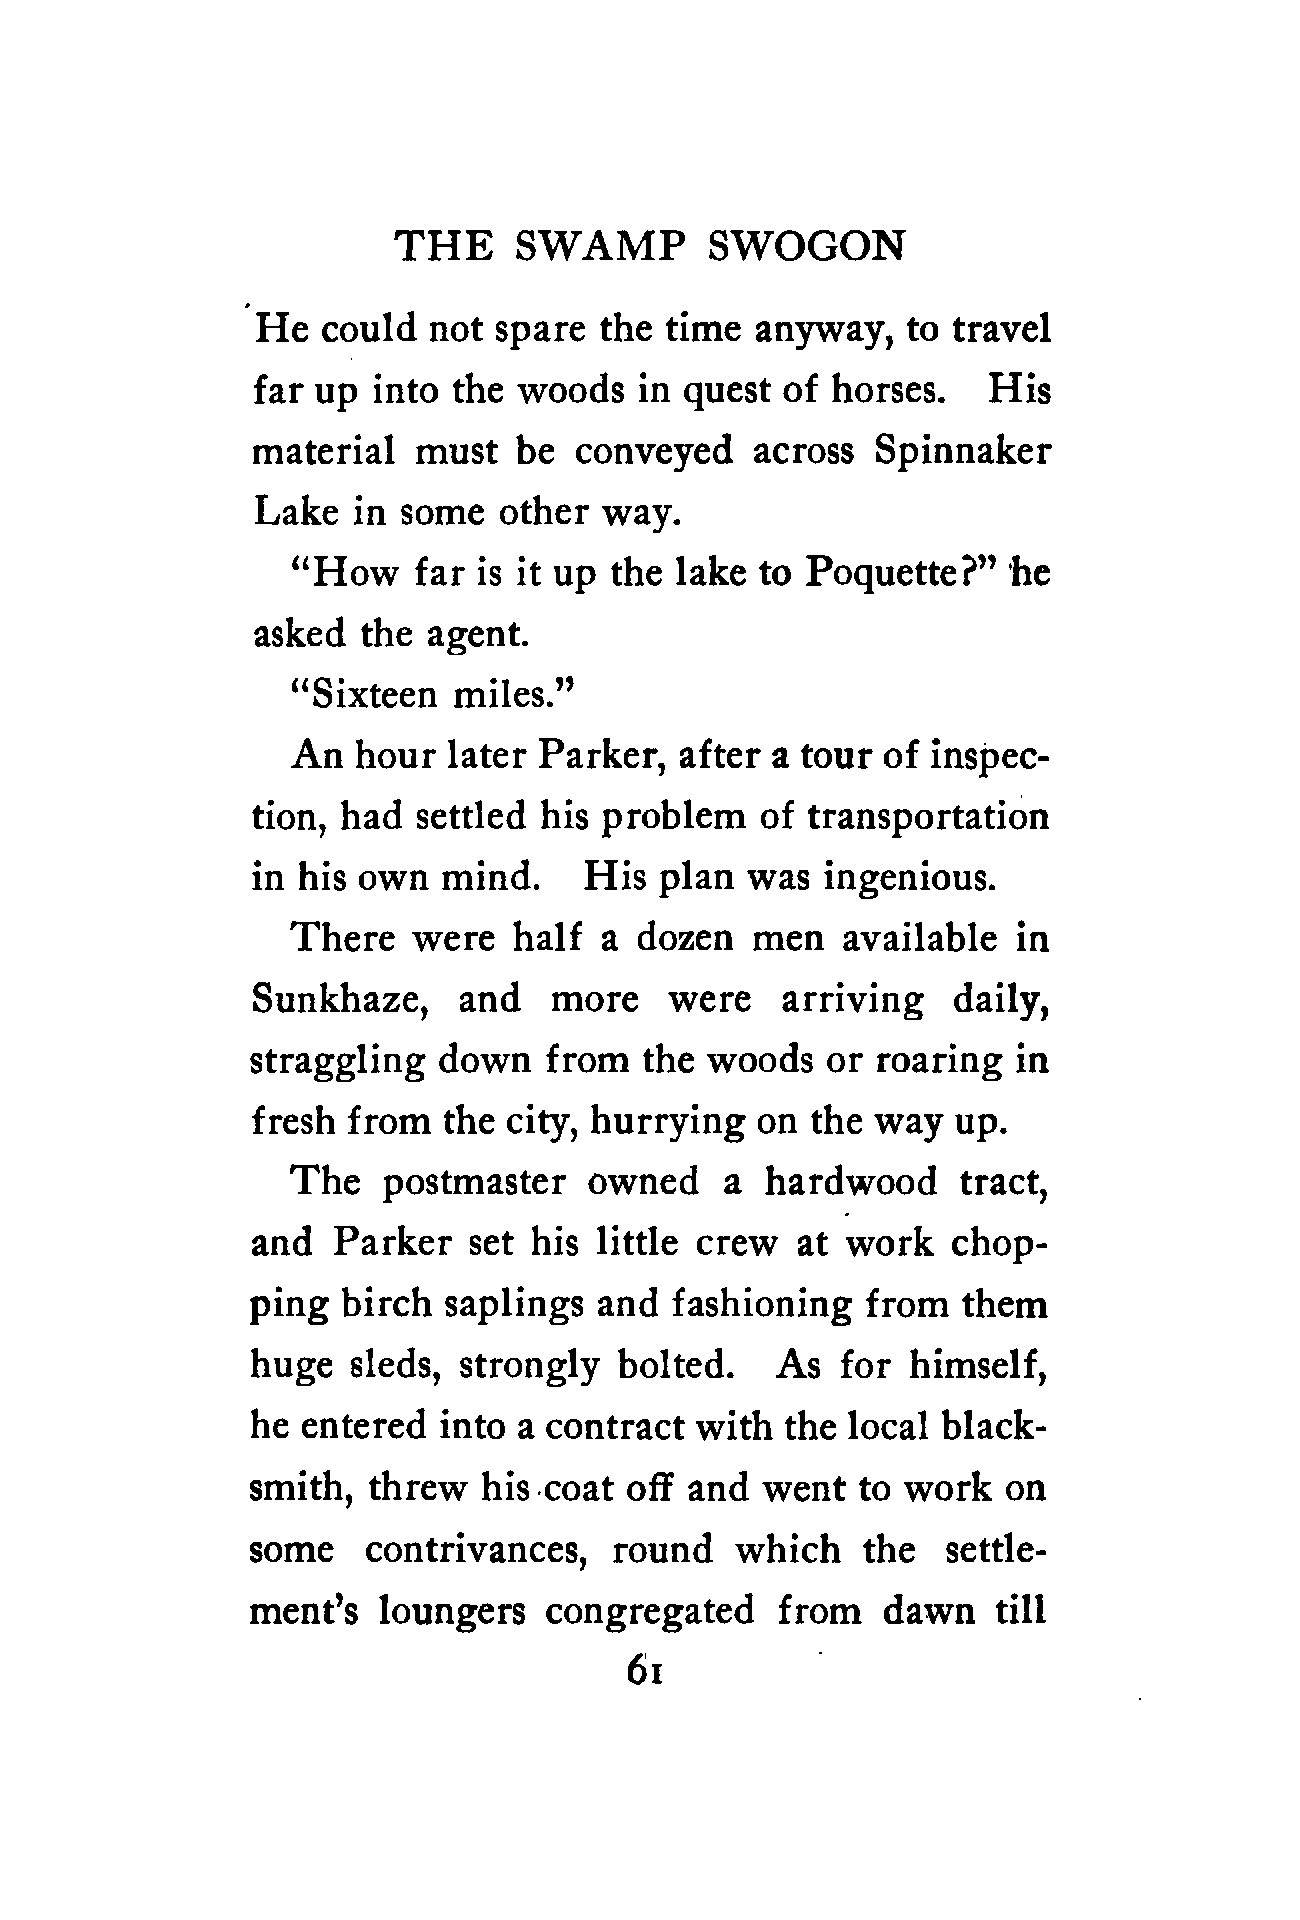 THE SWAMP SWOGON
He could not spare the time anyway, to travel
far up into the woods in quest of horses. His
material must be conveyed across Spinnaker
Lake in some other way.
“How far is it up the lake to Poquette?” he
asked the agent.
“Sixteen miles.”
An hour later Parker, after a tour of inspec-
tion, had settled his problem of transportation
in his own mind. His plan was ingenious.
There were half a dozen men available in
Sunkhaze, and more were arriving daily,
straggling down from the woods or roaring in
fresh from the city, hurrying on the way up.
The postmaster owned a hardwood tract,
and Parker set his little crew at work chop-
ping birch saplings and fashioning from them
huge sleds, strongly bolted. As for himself,
he entered into a contract with the local black-
smith, threw his coat off and went to work on
some contrivances, round which the settle-
ment’s loungers congregated from dawn till
61